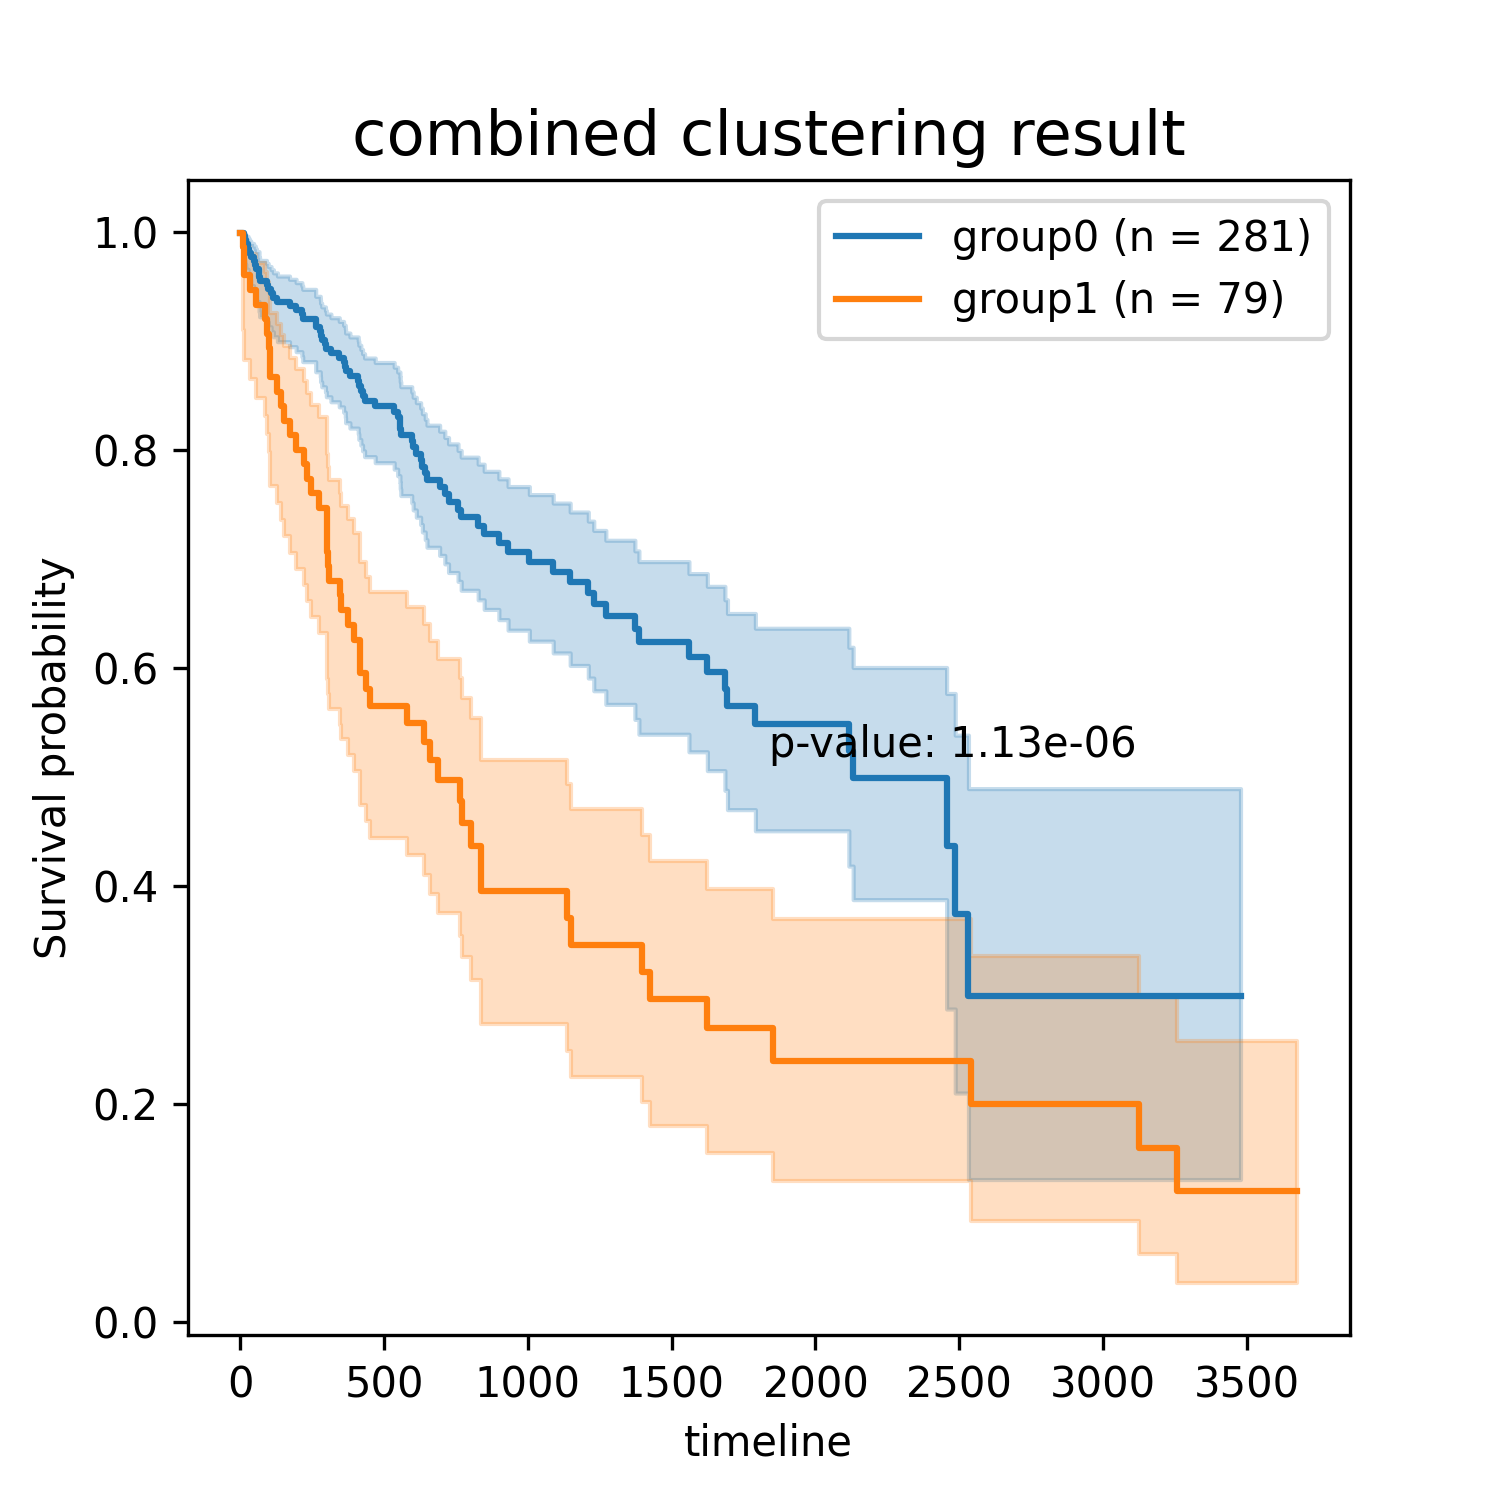 combined clustering result
group0 (n = 281)
group1 (n = 79)
p-value: 1.13e-06
Survival probability
1.0
0.8
0.6
0.4
0.2
0.0
0 500 1000 1500 2000 2500 3000 3500
timeline